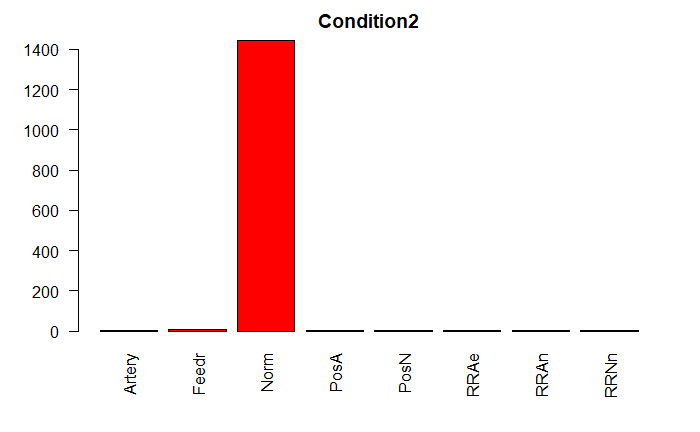 Condition2
1400
1200
1000
800
600
400
200
0
Artery
Feedr
Norm
PosA
PosN
RRAe
RRAn
RRNn